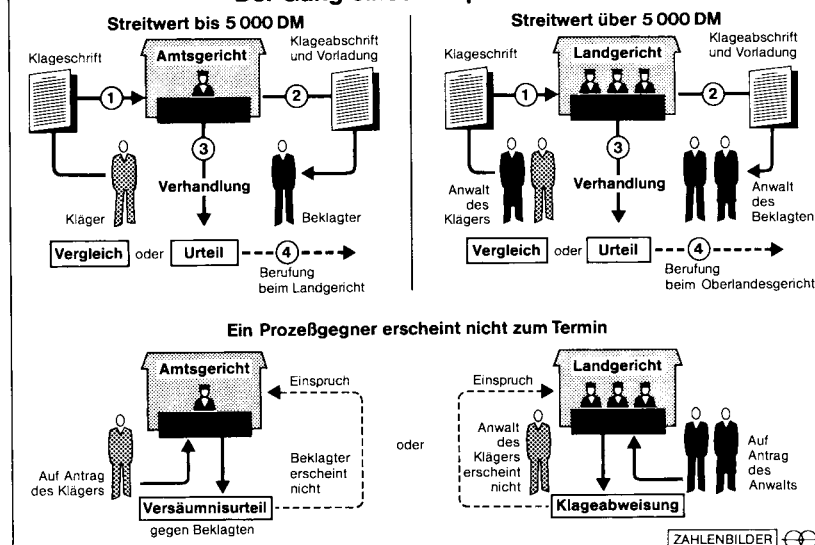 Streitwert bis 5 000 DM
Klageschrift
Amtsgericht
Klageabschrift
und Vorladung
1
2
3
Verhandlung
Kläger
Beklagter
Vergleich oder Urteil
4
Berufung
beim Landgericht
Streitwert über 5 000 DM
Klageschrift
Landgericht
Klageabschrift
und Vorladung
1
2
3
Verhandlung
Anwalt
des
Klägers
Anwalt
des
Beklagten
Vergleich oder Urteil
4
Berufung
beim Oberlandesgericht
Ein Prozeßgegner erscheint nicht zum Termin
Amtsgericht
Einspruch
Auf Antrag
des Klägers
Beklagter
erscheint
nicht
Versäumnisurteil
gegen Beklagten
oder
Landgericht
Einspruch
Anwalt
des
Klägers
erscheint
nicht
Auf
Antrag
des
Anwalts
Klageabweisung
ZAHLENBILDER